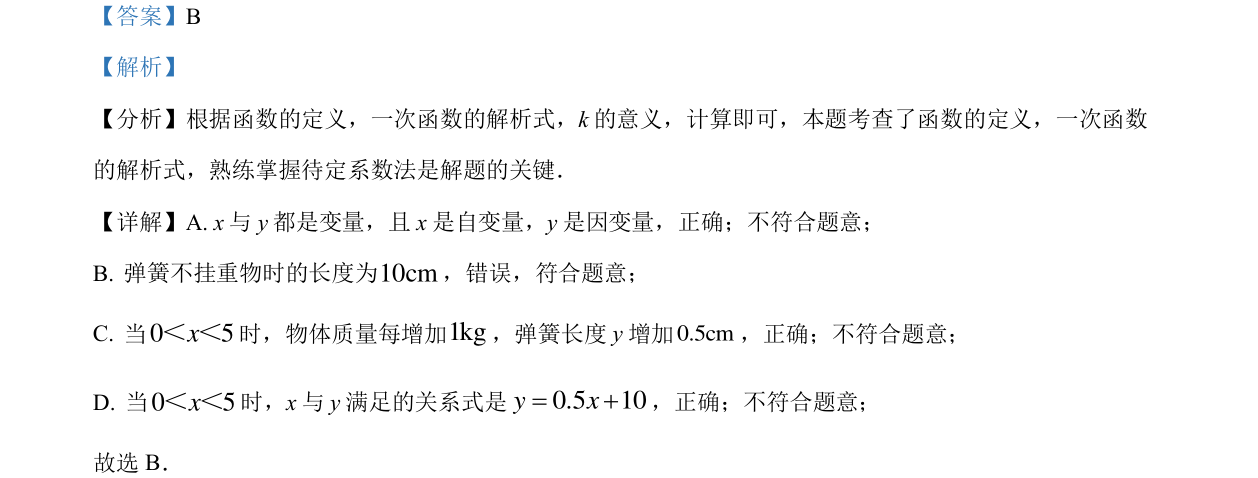 【答案】B
【解析】
【分析】根据函数的定义，一次函数的解析式，k 的意义，计算即可，本题考查了函数的定义，一次函数
的解析式，熟练掌握待定系数法是解题的关键．
【详解】A. x 与 y 都是变量，且 x 是自变量，y 是因变量，正确；不符合题意；
B. 弹簧不挂重物时的长度为10cm，错误，符合题意；
C. 当0＜x＜5时，物体质量每增加1kg，弹簧长度 y 增加0.5cm，正确；不符合题意；
D. 当0＜x＜5时，x 与 y 满足的关系式是 y = 0.5x+10，正确；不符合题意；
故选 B．